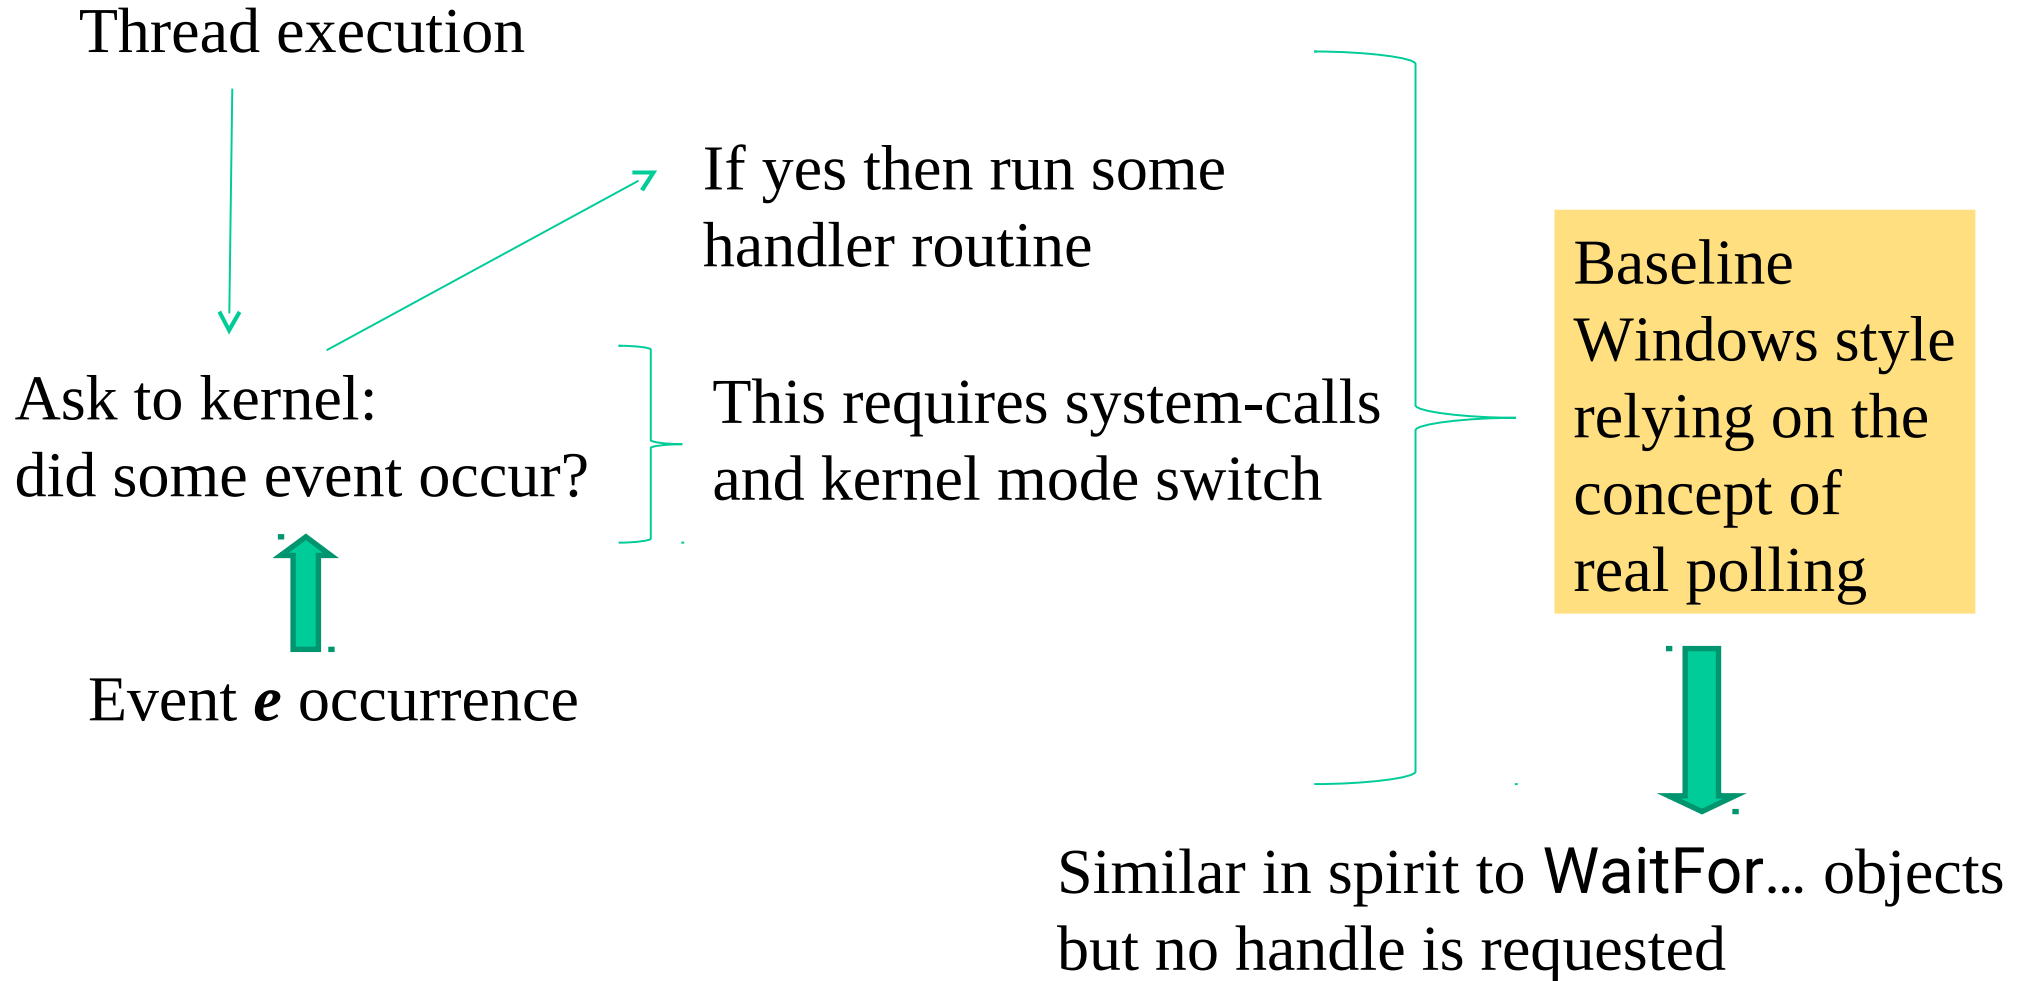 Thread execution
If yes then run some
handler routine
Ask to kernel:
did some event occur?
This requires system-calls
and kernel mode switch
Event e occurrence
Baseline
Windows style
relying on the
concept of
real polling
Similar in spirit to WaitFor… objects
but no handle is requested